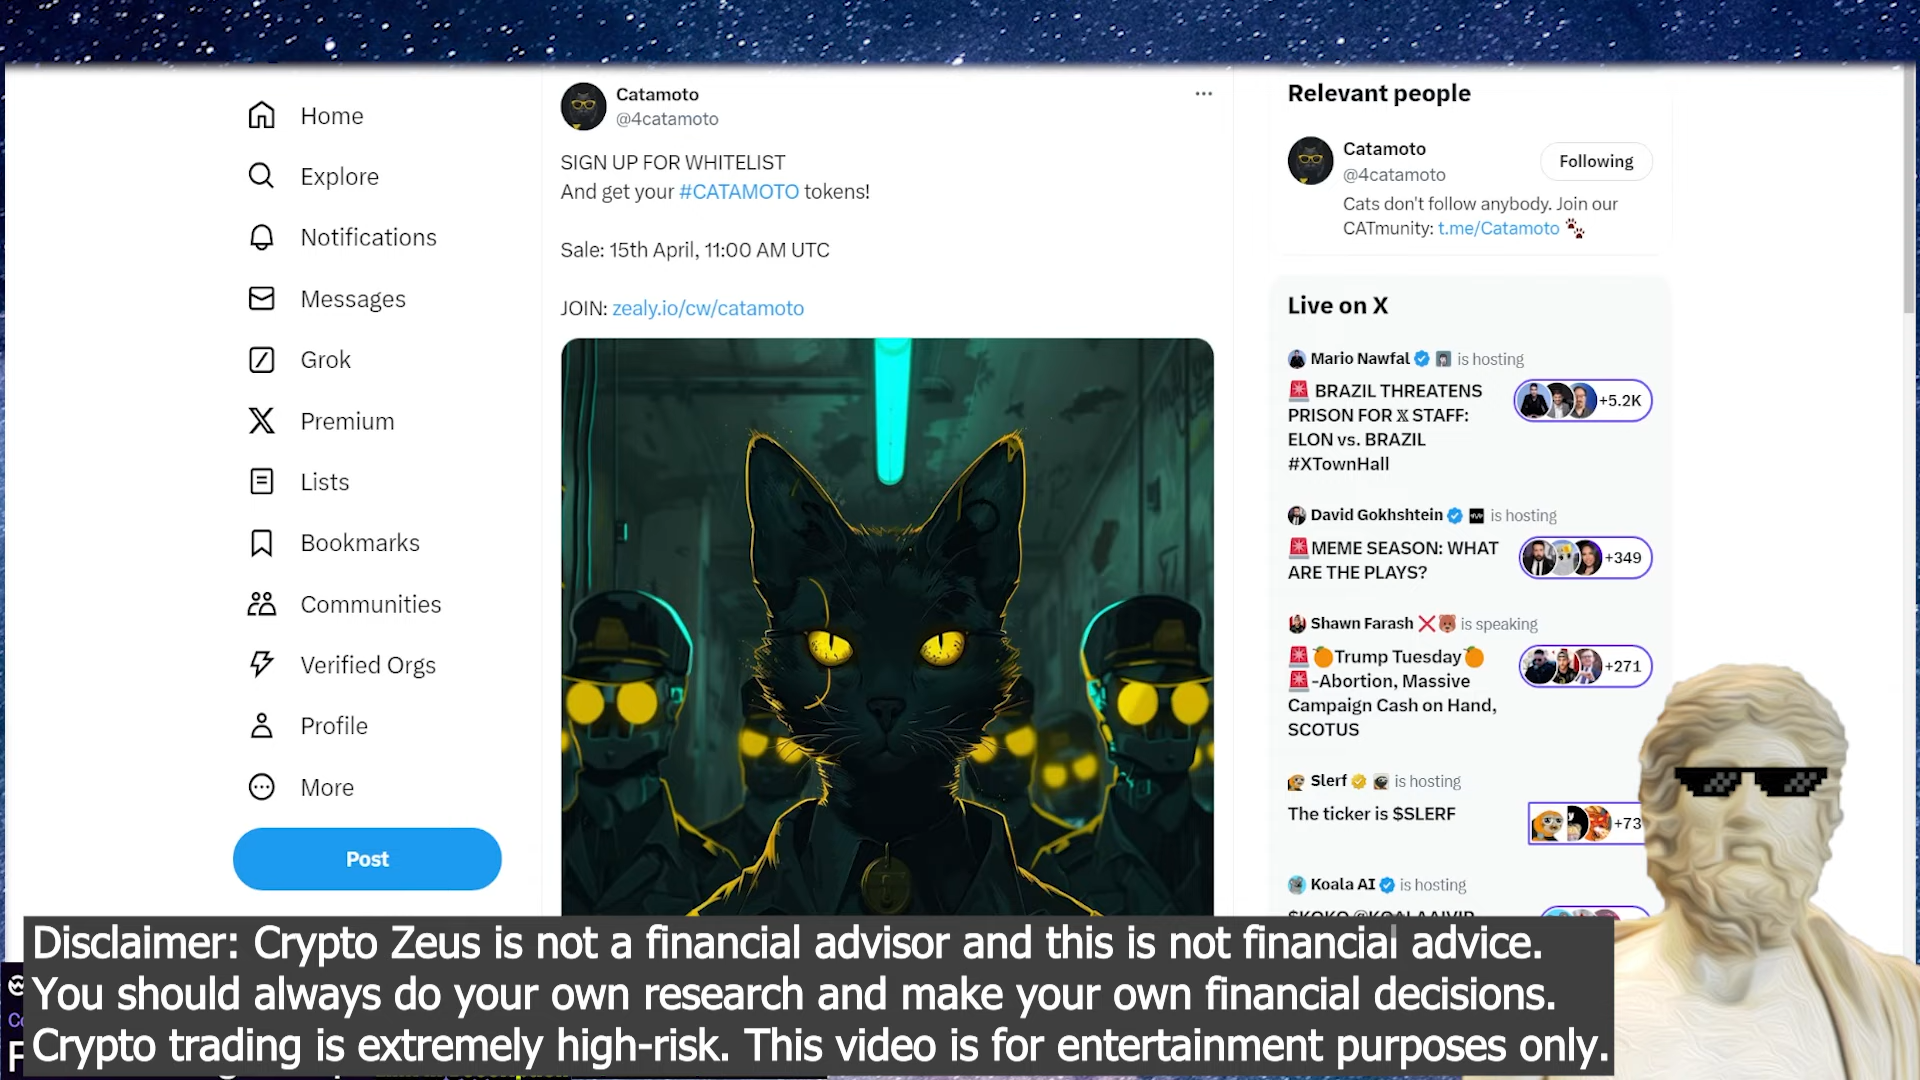 Home
Explore
Notifications
Messages
Grok
Premium
Lists
Bookmarks
Communities
Verified Orgs
Profile
More
Post
Catamoto
@4catamoto
SIGN UP FOR WHITELIST
And get your #CATAMOTO tokens!
Sale: 15th April, 11:00 AM UTC
JOIN: zealy.io/cw/catamoto
Relevant people
Catamoto
@4catamoto
Following
Cats don't follow anybody. Join our
CATmunity: t.me/Catamoto
Live on X
Mario Nawfal is hosting
BRAZIL THREATENS
PRISON FOR 𝕏 STAFF:
ELON vs. BRAZIL
#XTownHall
+5.2K
David Gokhshtein is hosting
MEME SEASON: WHAT
ARE THE PLAYS?
+349
Shawn Farash is speaking
Trump Tuesday
-Abortion, Massive
Campaign Cash on Hand,
SCOTUS
+271
Slerf is hosting
The ticker is $SLERF
+73
Koala AI is hosting
$KOKO @KOALAAIVIP
Disclaimer: Crypto Zeus is not a financial advisor and this is not financial advice.
You should always do your own research and make your own financial decisions.
Crypto trading is extremely high-risk. This video is for entertainment purposes only.